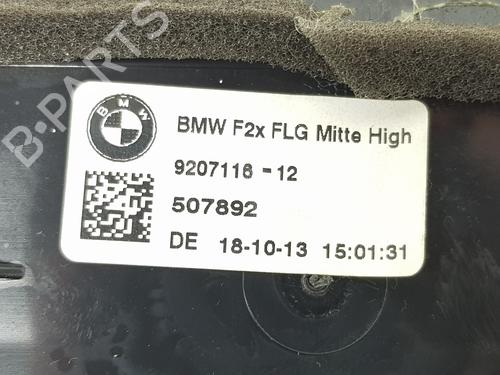 BMW
BMW F2x FLG Mitte High
9207116 - 12
507892
DE 18-10-13 15:01:31
B-PARTS